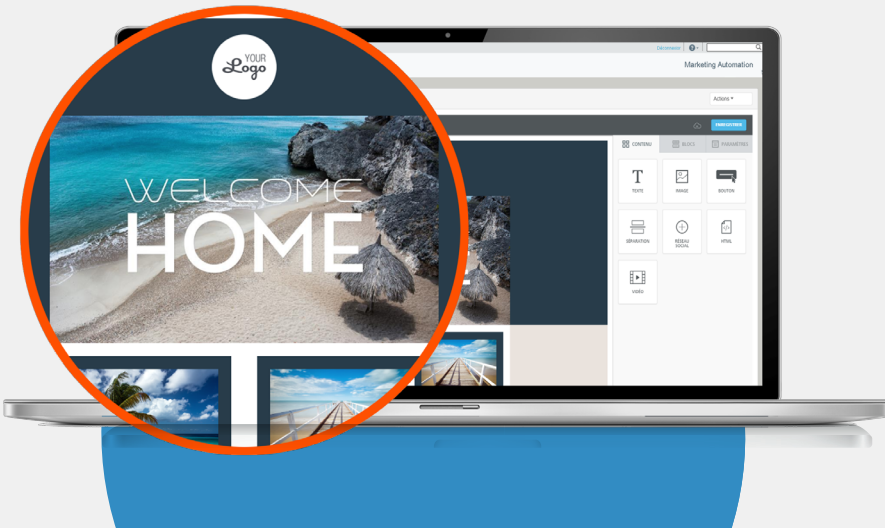 Déconnexion
?
Marketing Automation
Actions
ENREGISTRER
CONTENU
BLOCS
PARAMÈTRES
TEXTE
IMAGE
BOUTON
SÉPARATION
RÉSEAU
SOCIAL
HTML
VIDÉO
YOUR
Logo
WELCOME
HOME
E